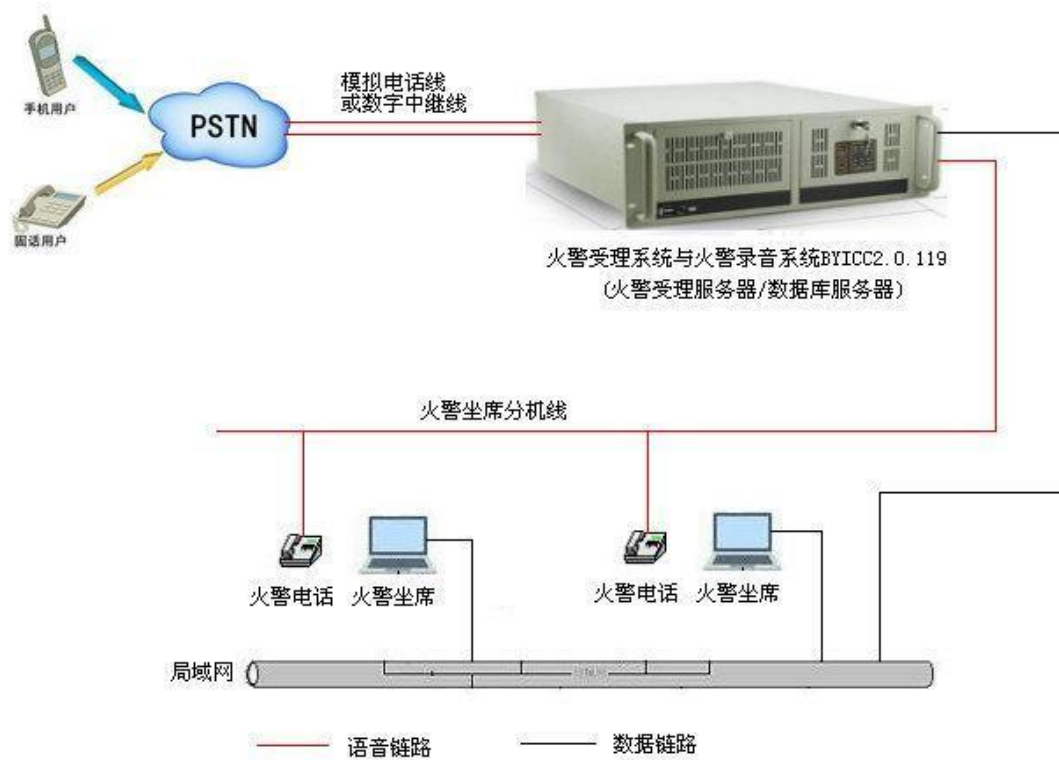 手机用户
PSTN
固话用户
模拟电话线
或数字中继线
火警受理系统与火警录音系统BYICC2.0.119
(火警受理服务器/数据库服务器)
火警坐席分机线
火警电话 火警坐席
火警电话 火警坐席
局域网
语音链路
数据链路